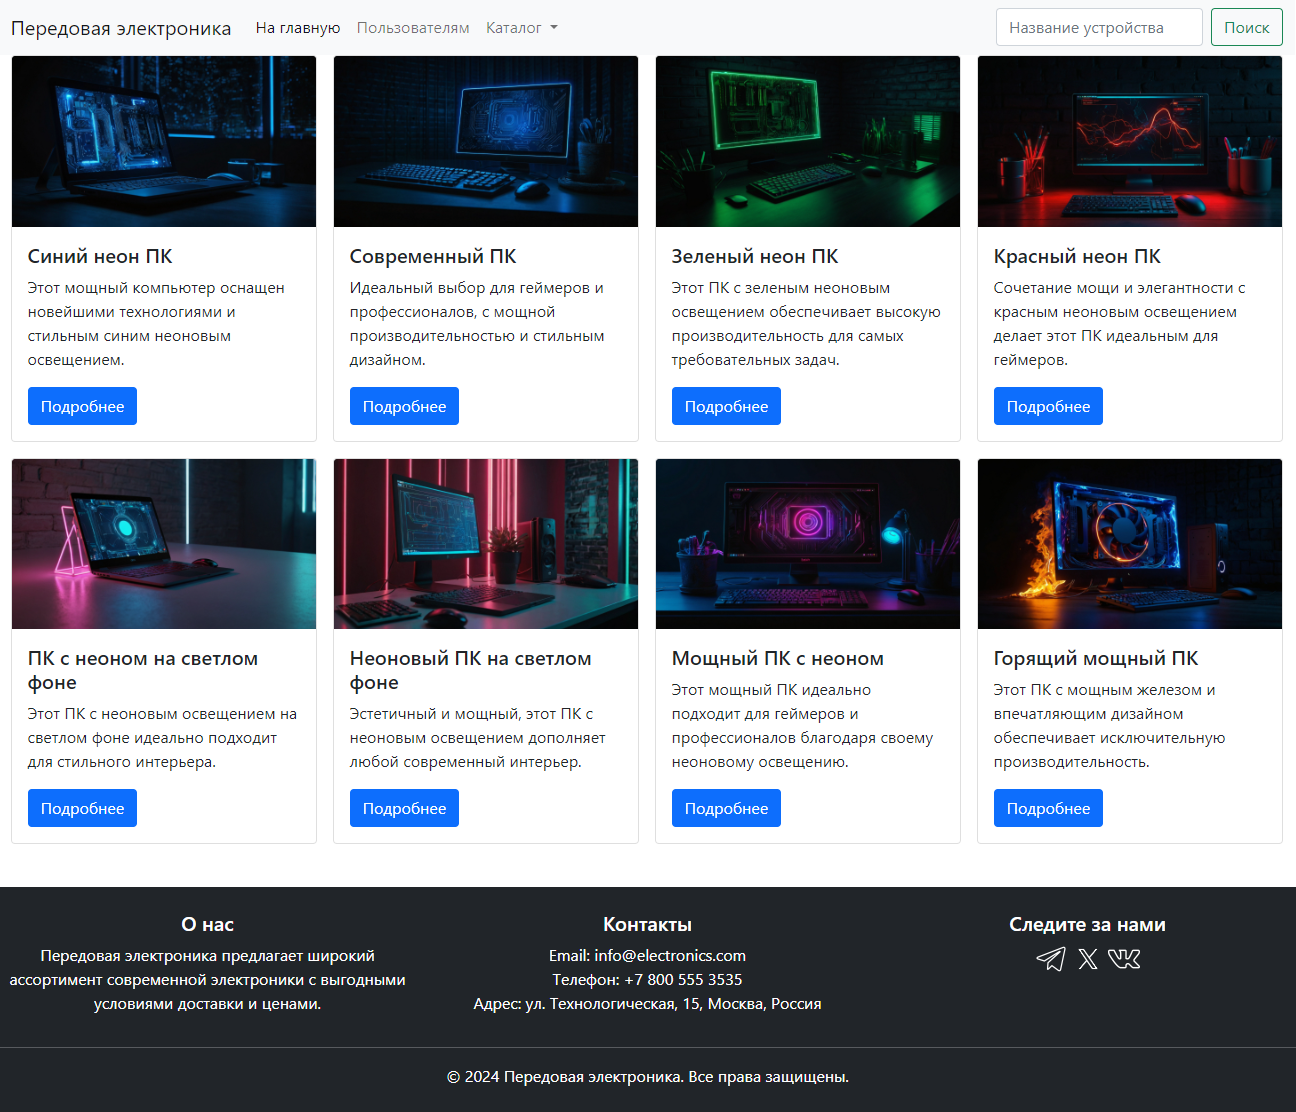 Передовая электроника
На главную
Пользователям
Каталог
Название устройства
Поиск
Синий неон ПК
Этот мощный компьютер оснащен
новейшими технологиями и
стильным синим неоновым
освещением.
Подробнее
Современный ПК
Идеальный выбор для геймеров и
профессионалов, с мощной
производительностью и стильным
дизайном.
Подробнее
Зеленый неон ПК
Этот ПК с зеленым неоновым
освещением обеспечивает высокую
производительность для самых
требовательных задач.
Подробнее
Красный неон ПК
Сочетание мощи и элегантности с
красным неоновым освещением
делает этот ПК идеальным для
геймеров.
Подробнее
ПК с неоном на светлом
фоне
Этот ПК с неоновым освещением на
светлом фоне идеально подходит
для стильного интерьера.
Подробнее
Неоновый ПК на светлом
фоне
Эстетичный и мощный, этот ПК с
неоновым освещением дополняет
любой современный интерьер.
Подробнее
Мощный ПК с неоном
Этот мощный ПК идеально
подходит для геймеров и
профессионалов благодаря своему
неоновому освещению.
Подробнее
Горящий мощный ПК
Этот ПК с мощным железом и
впечатляющим дизайном
обеспечивает исключительную
производительность.
Подробнее
О нас
Передовая электроника предлагает широкий
ассортимент современной электроники с выгодными
условиями доставки и ценами.
Контакты
Email: info@electronics.com
Телефон: +7 800 555 3535
Адрес: ул. Технологическая, 15, Москва, Россия
Следите за нами
© 2024 Передовая электроника. Все права защищены.